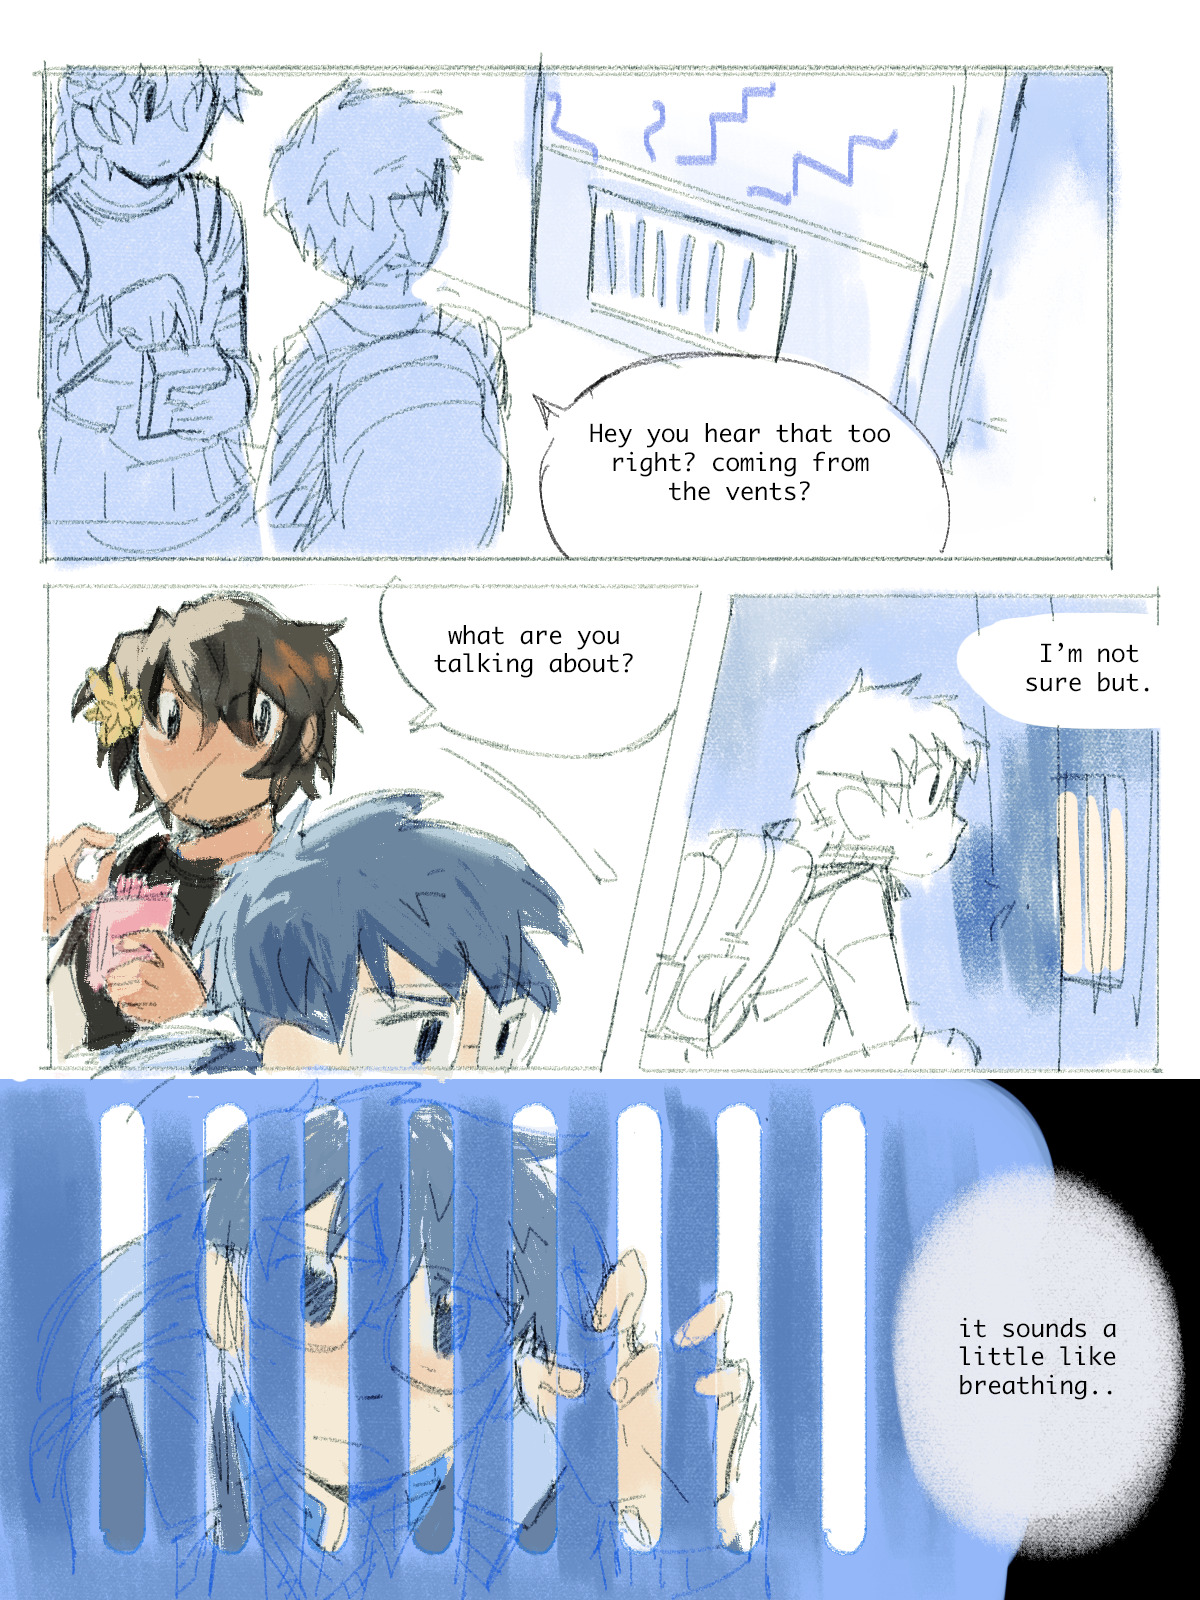 Hey you hear that too
right? coming from
the vents?
what are you
talking about?
I'm not
sure but.
it sounds a
little like
breathing..